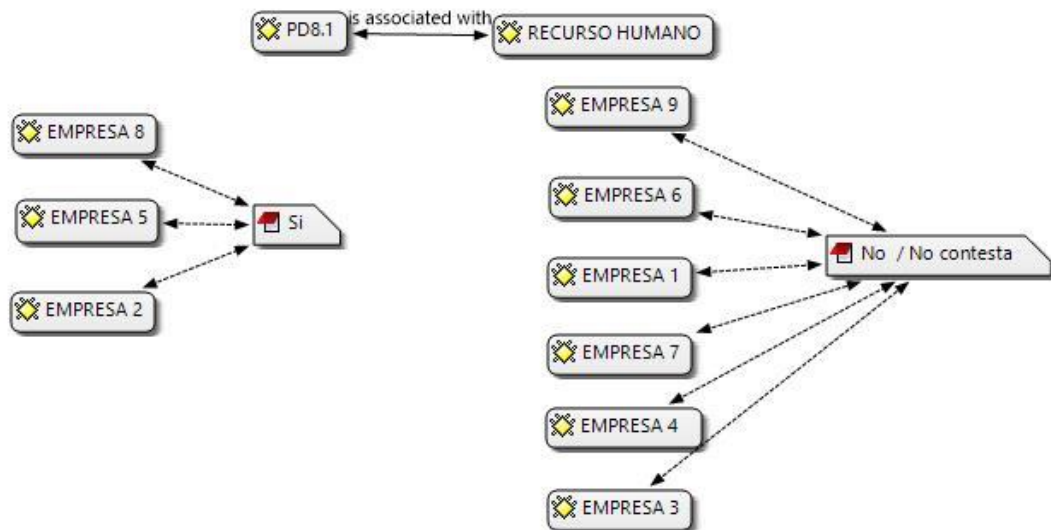 PD8.1
is associated with
RECURSO HUMANO
EMPRESA 8
EMPRESA 5
EMPRESA 2
Si
EMPRESA 9
EMPRESA 6
EMPRESA 1
EMPRESA 7
EMPRESA 4
EMPRESA 3
No / No contesta